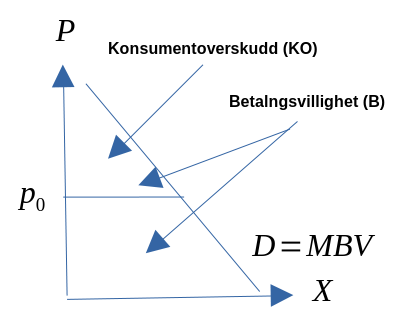 P
Konsumentoverskudd (KO)
Betalngsvillighet (B)
p₀
D=MBV
X